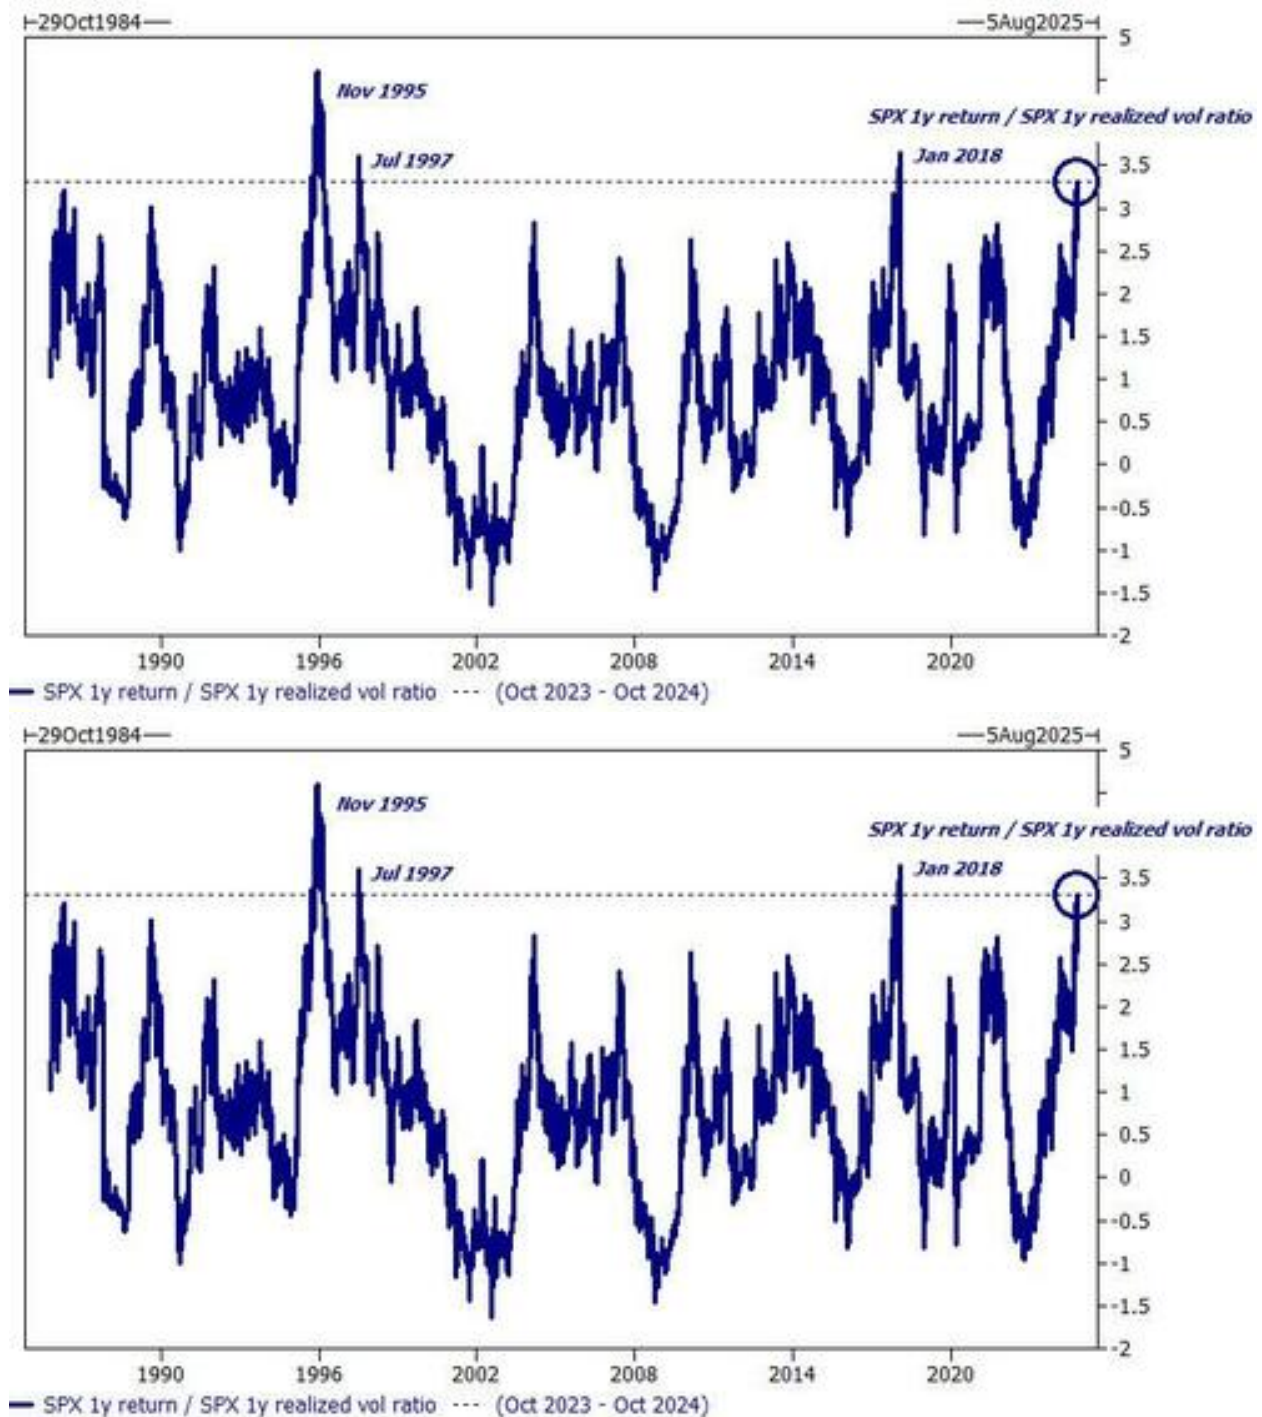 29Oct1984 5Aug2025
5
Nov 1995
SPX 1y return / SPX 1y realized vol ratio
Jul 1997 Jan 2018 3.5
3
2.5
2
1.5
1
0.5
0
-0.5
-1
-1.5
-2
1990 1996 2002 2008 2014 2020
SPX 1y return / SPX 1y realized vol ratio --- (Oct 2023 - Oct 2024)
29Oct1984 5Aug2025
5
Nov 1995
SPX 1y return / SPX 1y realized vol ratio
Jul 1997 Jan 2018 3.5
3
2.5
2
1.5
1
0.5
0
-0.5
-1
-1.5
-2
1990 1996 2002 2008 2014 2020
SPX 1y return / SPX 1y realized vol ratio --- (Oct 2023 - Oct 2024)